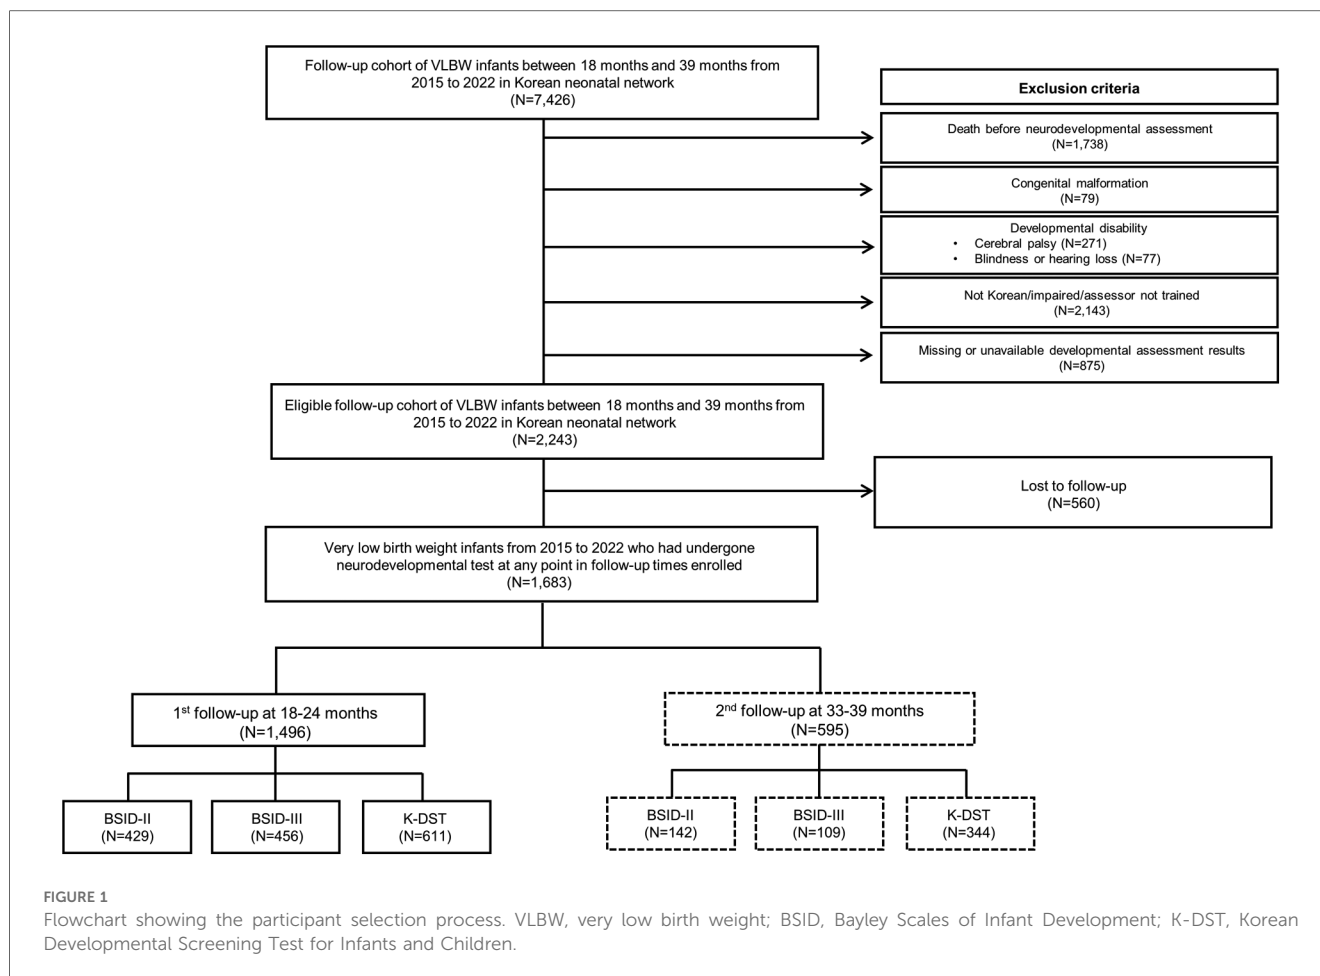 Follow-up cohort of VLBW infants between 18 months and 39 months from
2015 to 2022 in Korean neonatal network
(N=7,426)
Exclusion criteria
Death before neurodevelopmental assessment
(N=1,738)
Congenital malformation
(N=79)
Developmental disability
• Cerebral palsy (N=271)
• Blindness or hearing loss (N=77)
Not Korean/impaired/assessor not trained
(N=2,143)
Missing or unavailable developmental assessment results
(N=875)
Eligible follow-up cohort of VLBW infants between 18 months and 39 months from
2015 to 2022 in Korean neonatal network
(N=2,243)
Lost to follow-up
(N=560)
Very low birth weight infants from 2015 to 2022 who had undergone
neurodevelopmental test at any point in follow-up times enrolled
(N=1,683)
1st follow-up at 18-24 months
(N=1,496)
2nd follow-up at 33-39 months
(N=595)
BSID-II
(N=429)
BSID-III
(N=456)
K-DST
(N=611)
BSID-II
(N=142)
BSID-III
(N=109)
K-DST
(N=344)
FIGURE 1
Flowchart showing the participant selection process. VLBW, very low birth weight; BSID, Bayley Scales of Infant Development; K-DST, Korean
Developmental Screening Test for Infants and Children.